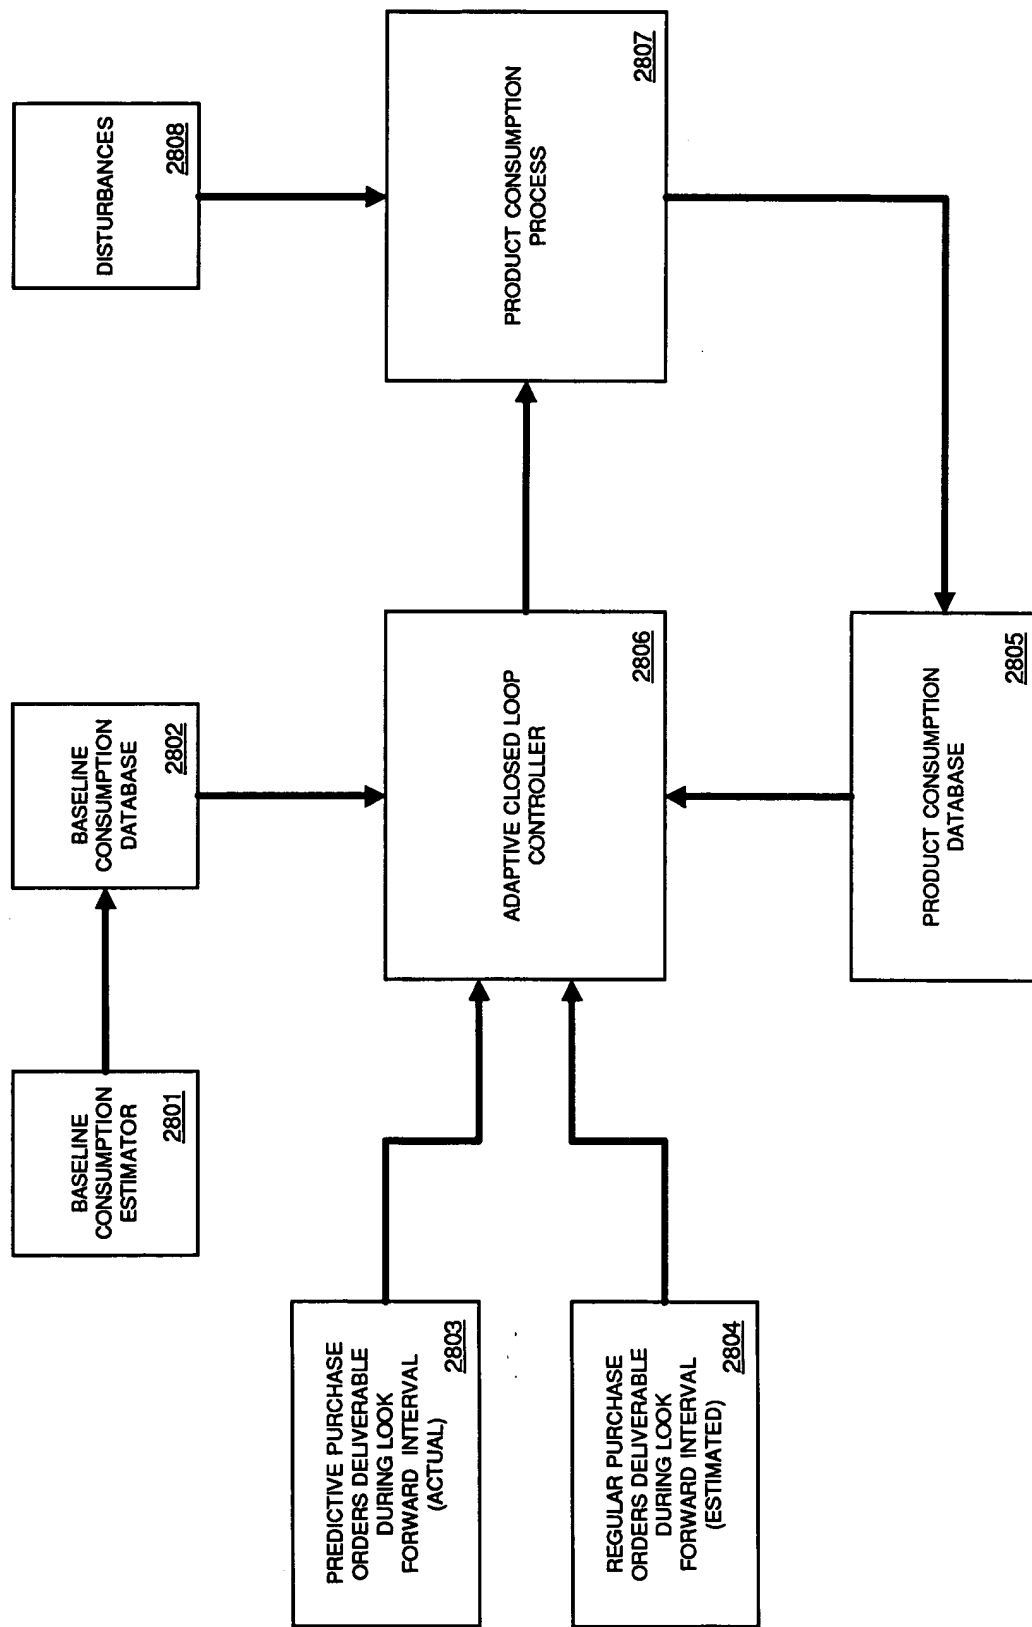 BASELINE
CONSUMPTION
ESTIMATOR
2801
BASELINE
CONSUMPTION
DATABASE
2802
DISTURBANCES
2808
PREDICTIVE PURCHASE
ORDERS DELIVERABLE
DURING LOOK
FORWARD INTERVAL
(ACTUAL)
2803
REGULAR PURCHASE
ORDERS DELIVERABLE
DURING LOOK
FORWARD INTERVAL
(ESTIMATED)
2804
ADAPTIVE CLOSED LOOP
CONTROLLER
2806
PRODUCT CONSUMPTION
PROCESS
2807
PRODUCT CONSUMPTION
DATABASE
2805